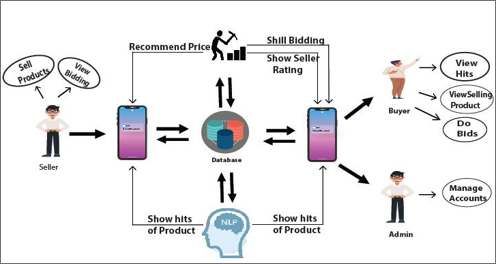 Recommend Price
Shill Bidding
Show Seller
Rating
Sell
Products
View
Bidding
View
Hits
ViewSelling
Product
Do
Bids
Buyer
Seller
Database
Manage
Accounts
Admin
Show hits
of Product
NLP
Show hits
of Product